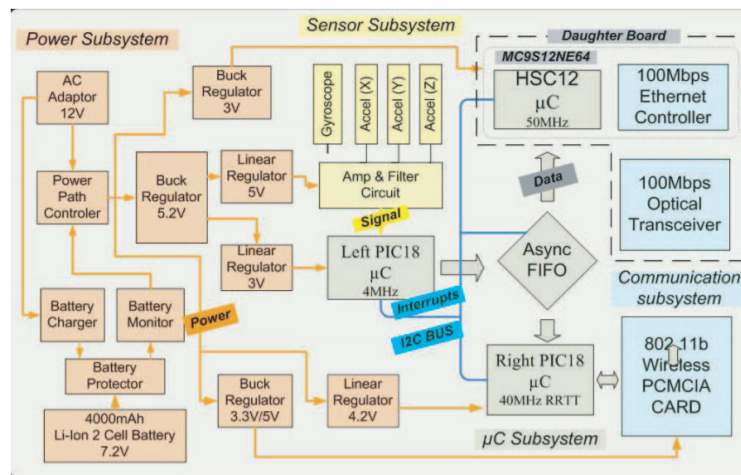 Power Subsystem
Sensor Subsystem
Daughter Board
MC9S12NE64
AC
Adaptor
12V
Buck
Regulator
3V
Gyroscope
Accel (X)
Accel (Y)
Accel (Z)
HSC12
µC
50MHz
100Mbps
Ethernet
Controller
Power
Path
Controler
Buck
Regulator
5.2V
Linear
Regulator
5V
Amp & Filter
Circuit
Data
100Mbps
Optical
Transceiver
Signal
Linear
Regulator
3V
Left PIC18
µC
4MHz
Async
FIFO
Communication
subsystem
Battery
Charger
Battery
Monitor
Power
Interrupts
I2C BUS
Battery
Protector
Buck
Regulator
3.3V/5V
Linear
Regulator
4.2V
Right PIC18
µC
40MHz RRTT
802.11b
Wireless
PCMCIA
CARD
4000mAh
Li-Ion 2 Cell Battery
7.2V
µC Subsystem